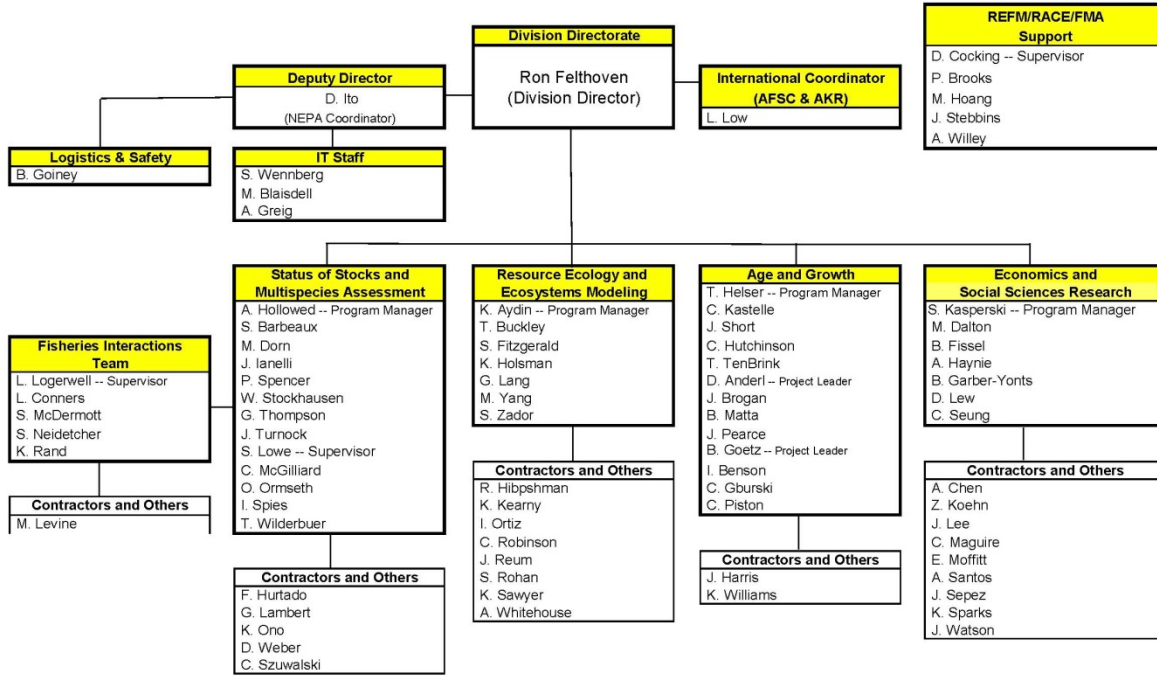 Division Directorate
Ron Felthoven
(Division Director)
REFM/RACE/FMA
Support
D. Cocking -- Supervisor
P. Brooks
M. Hoang
J. Stebbins
A. Willey
Deputy Director
D. Ito
(NEPA Coordinator)
International Coordinator
(AFSC & AKR)
L. Low
Logistics & Safety
B. Goiney
IT Staff
S. Wennberg
M. Blaisdell
A. Greig
Fisheries Interactions
Team
L. Logerwell -- Supervisor
L. Conners
S. McDermott
S. Neidetcher
K. Rand
Contractors and Others
M. Levine
Status of Stocks and
Multispecies Assessment
A. Hollowed -- Program Manager
S. Barbeaux
M. Dorn
J. Ianelli
P. Spencer
W. Stockhausen
G. Thompson
J. Turnock
S. Lowe -- Supervisor
C. McGilliard
O. Ormseth
I. Spies
T. Wilderbuer
Contractors and Others
F. Hurtado
G. Lambert
K. Ono
D. Weber
C. Szuwalski
Resource Ecology and
Ecosystems Modeling
K. Aydin -- Program Manager
T. Buckley
S. Fitzgerald
K. Holsman
G. Lang
M. Yang
S. Zador
Contractors and Others
R. Hibpshman
K. Kearny
I. Ortiz
C. Robinson
J. Reum
S. Rohan
K. Sawyer
A. Whitehouse
Age and Growth
T. Helser -- Program Manager
C. Kastelle
J. Short
C. Hutchinson
T. TenBrink
D. Anderl -- Project Leader
J. Brogan
B. Matta
J. Pearce
B. Goetz -- Project Leader
I. Benson
C. Gburski
C. Piston
Contractors and Others
J. Harris
K. Williams
Economics and
Social Sciences Research
S. Kasperski -- Program Manager
M. Dalton
B. Fissel
A. Haynie
B. Garber-Yonts
D. Lew
C. Seung
Contractors and Others
A. Chen
Z. Koehn
J. Lee
C. Maguire
E. Moffitt
A. Santos
J. Sepez
K. Sparks
J. Watson